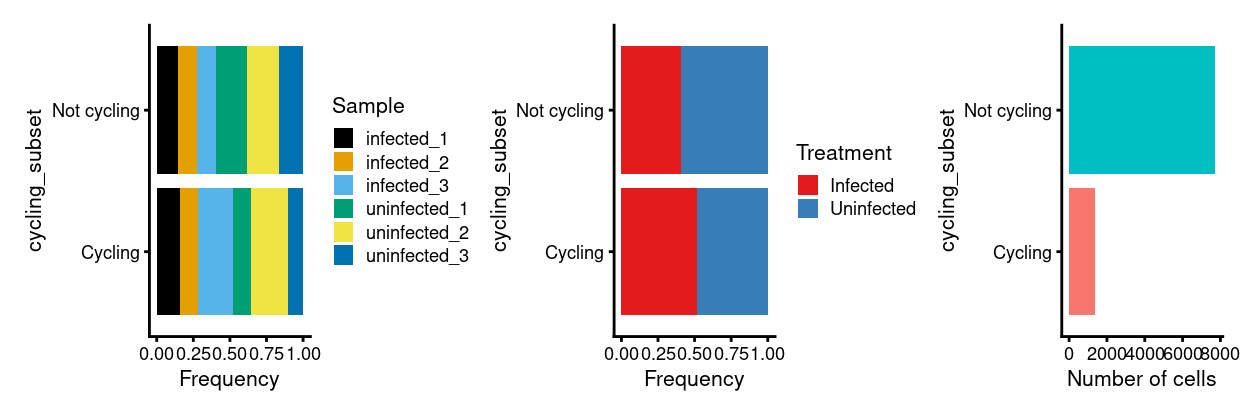 cycling_subset
Not cycling
Cycling
0.00 0.25 0.50 0.75 1.00
Frequency
Sample
infected_1
infected_2
infected_3
uninfected_1
uninfected_2
uninfected_3
cycling_subset
Not cycling
Cycling
0.00 0.25 0.50 0.75 1.00
Frequency
Treatment
Infected
Uninfected
cycling_subset
Not cycling
Cycling
0 2000 4000 6000 8000
Number of cells